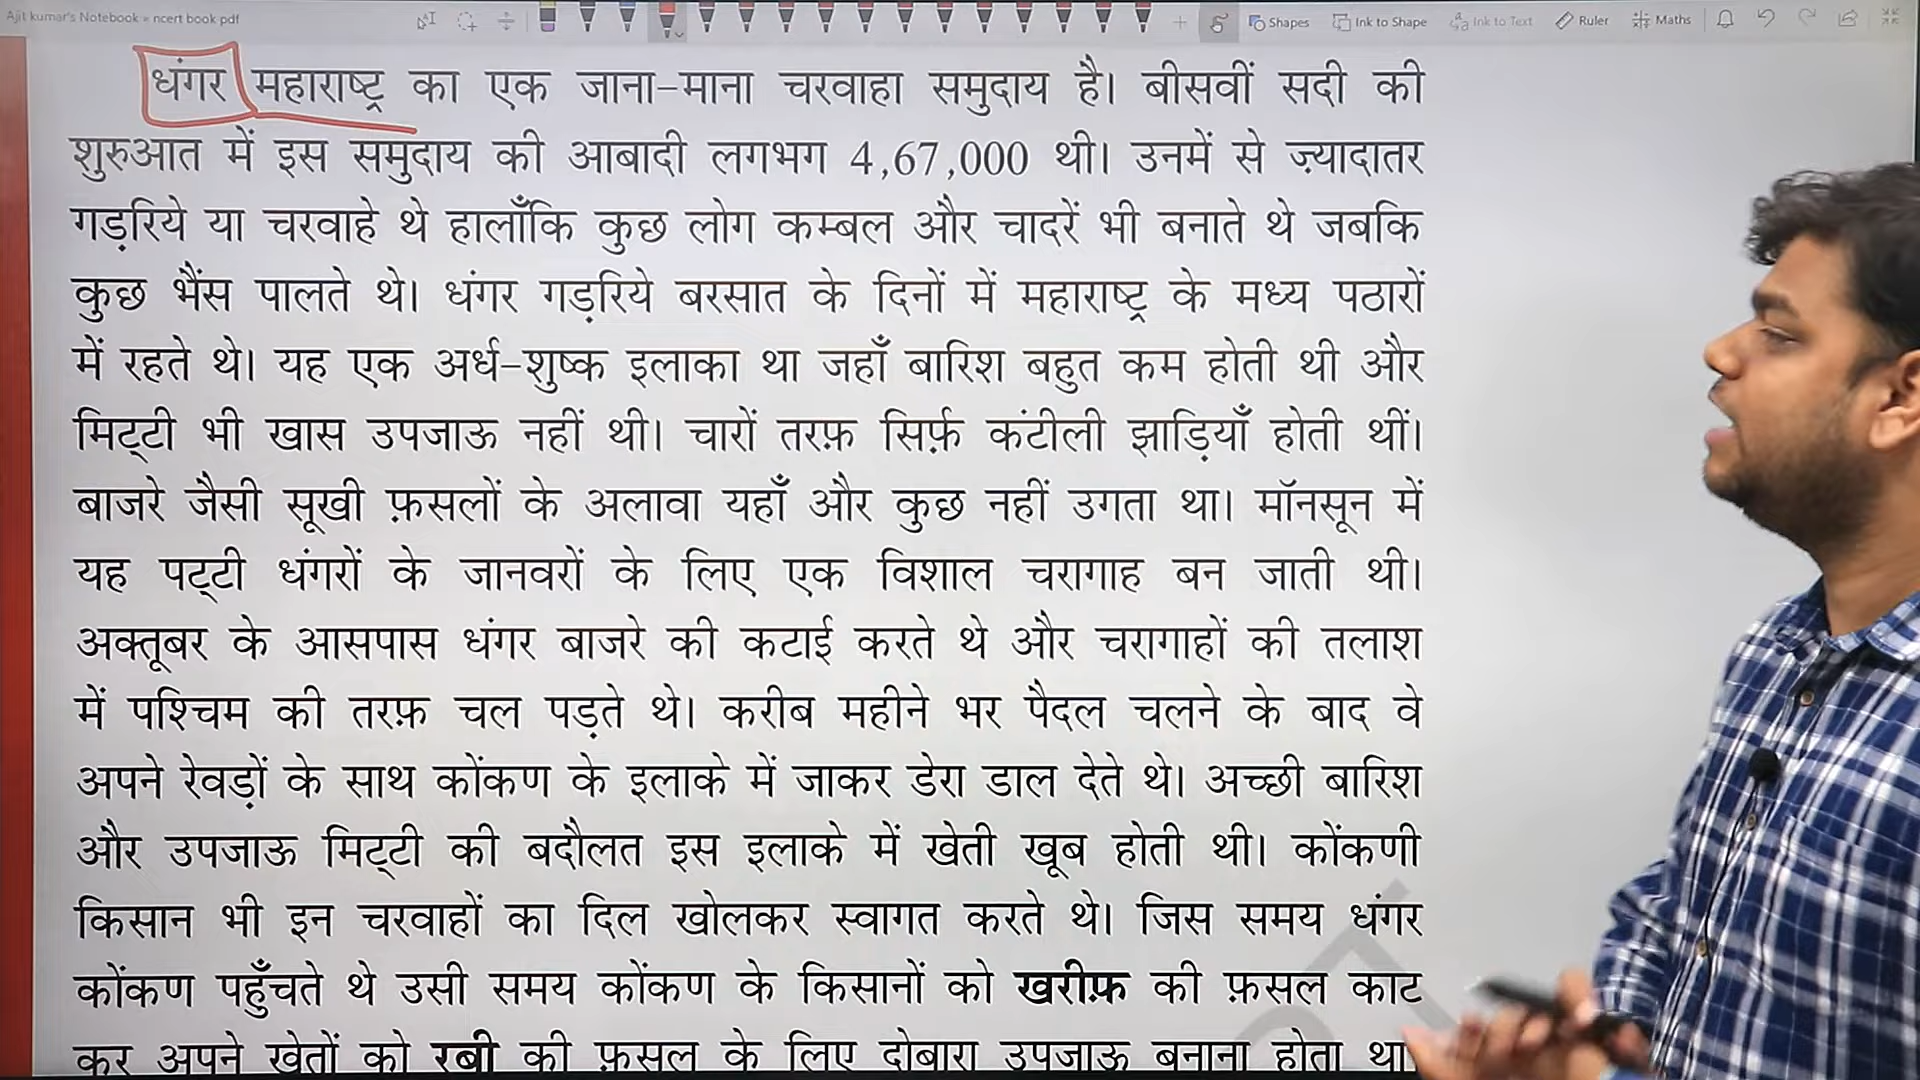 Ajit kumar's Notebook » ncert book pdf
Shapes Ink to Shape Ink to Text Ruler Maths
धंगर महाराष्ट्र का एक जाना-माना चरवाहा समुदाय है। बीसवीं सदी की
शुरुआत में इस समुदाय की आबादी लगभग 4,67,000 थी। उनमें से ज़्यादातर
गड़रिये या चरवाहे थे हालाँकि कुछ लोग कम्बल और चादरें भी बनाते थे जबकि
कुछ भैंस पालते थे। धंगर गड़रिये बरसात के दिनों में महाराष्ट्र के मध्य पठारों
में रहते थे। यह एक अर्ध-शुष्क इलाका था जहाँ बारिश बहुत कम होती थी और
मिट्टी भी खास उपजाऊ नहीं थी। चारों तरफ़ सिर्फ़ कंटीली झाड़ियाँ होती थीं।
बाजरे जैसी सूखी फ़सलों के अलावा यहाँ और कुछ नहीं उगता था। मॉनसून में
यह पट्टी धंगरों के जानवरों के लिए एक विशाल चरागाह बन जाती थी।
अक्तूबर के आसपास धंगर बाजरे की कटाई करते थे और चरागाहों की तलाश
में पश्चिम की तरफ़ चल पड़ते थे। करीब महीने भर पैदल चलने के बाद वे
अपने रेवड़ों के साथ कोंकण के इलाके में जाकर डेरा डाल देते थे। अच्छी बारिश
और उपजाऊ मिट्टी की बदौलत इस इलाके में खेती खूब होती थी। कोंकणी
किसान भी इन चरवाहों का दिल खोलकर स्वागत करते थे। जिस समय धंगर
कोंकण पहुँचते थे उसी समय कोंकण के किसानों को खरीफ़ की फ़सल काट
कर अपने खेतों को रबी की फ़सल के लिए दोबारा उपजाऊ बनाना होता था।